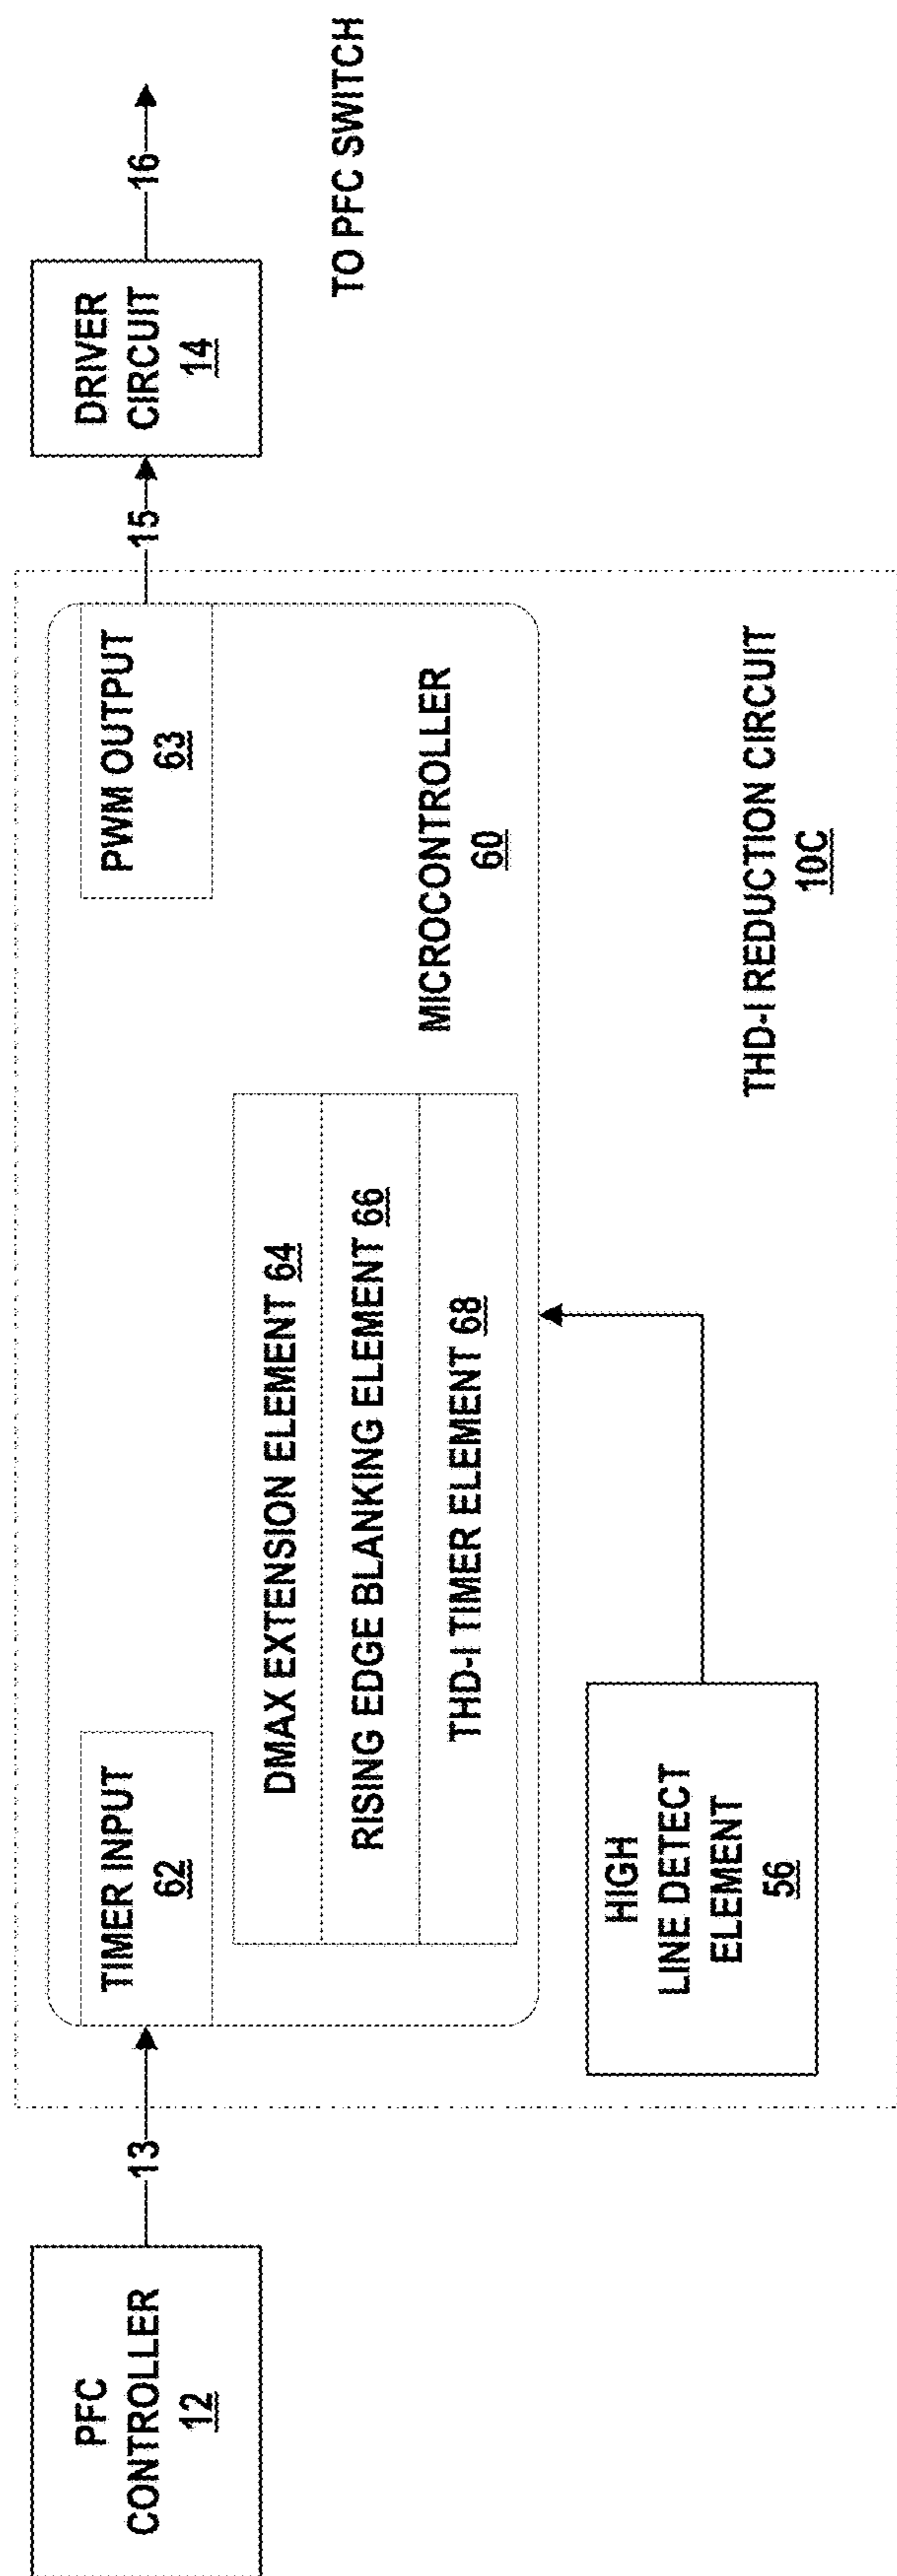 PFC
CONTROLLER
12
13
TIMER INPUT
62
DMAX EXTENSION ELEMENT 64
RISING EDGE BLANKING ELEMENT 66
THD-I TIMER ELEMENT 68
PWM OUTPUT
63
MICROCONTROLLER
60
HIGH
LINE DETECT
ELEMENT
56
THD-I REDUCTION CIRCUIT
10C
15
DRIVER
CIRCUIT
14
16
TO PFC SWITCH